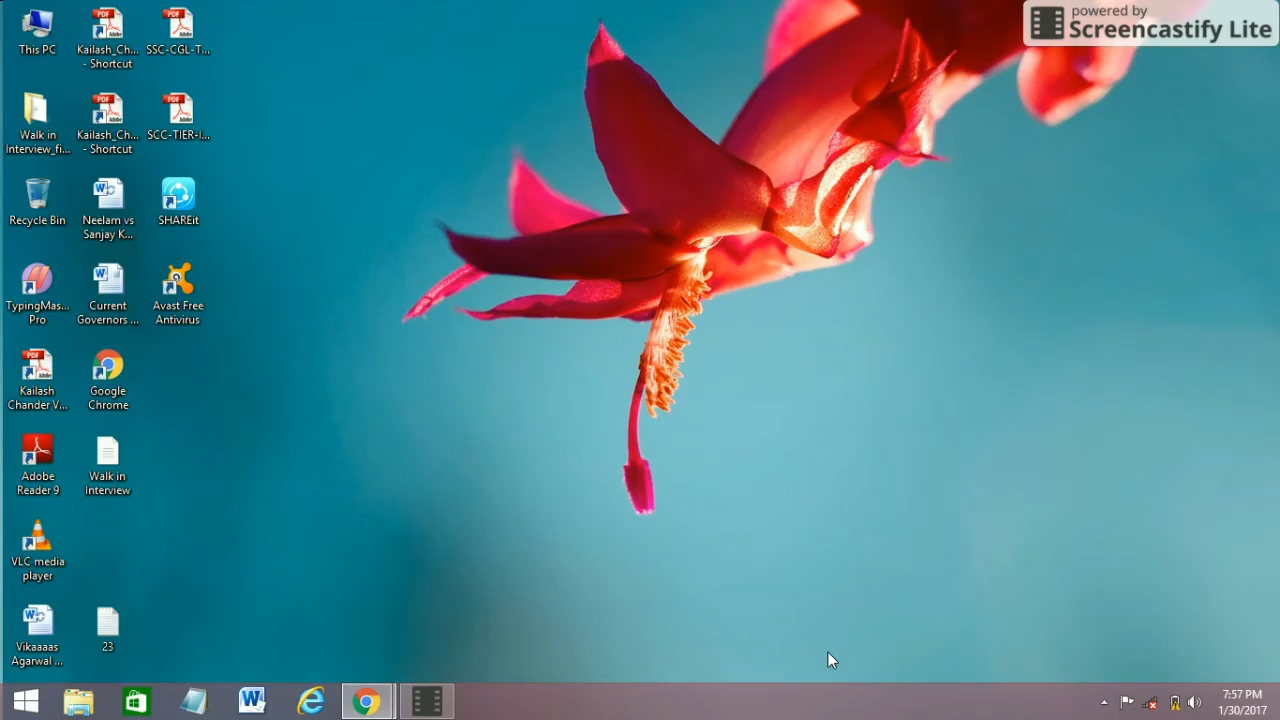 powered by
Screencastify Lite
This PC
Kailash_Ch...
- Shortcut
SSC-CGL-T...
Walk in
Interview_fi...
Kailash_Ch...
- Shortcut
SCC-TIER-I...
Recycle Bin
Neelam vs
Sanjay K...
SHAREit
TypingMas...
Pro
Current
Governors ...
Avast Free
Antivirus
Kailash
Chander V...
Google
Chrome
Adobe
Reader 9
Walk in
Interview
VLC media
player
Vikaaaas
Agarwal ...
23
7:57 PM
1/30/2017